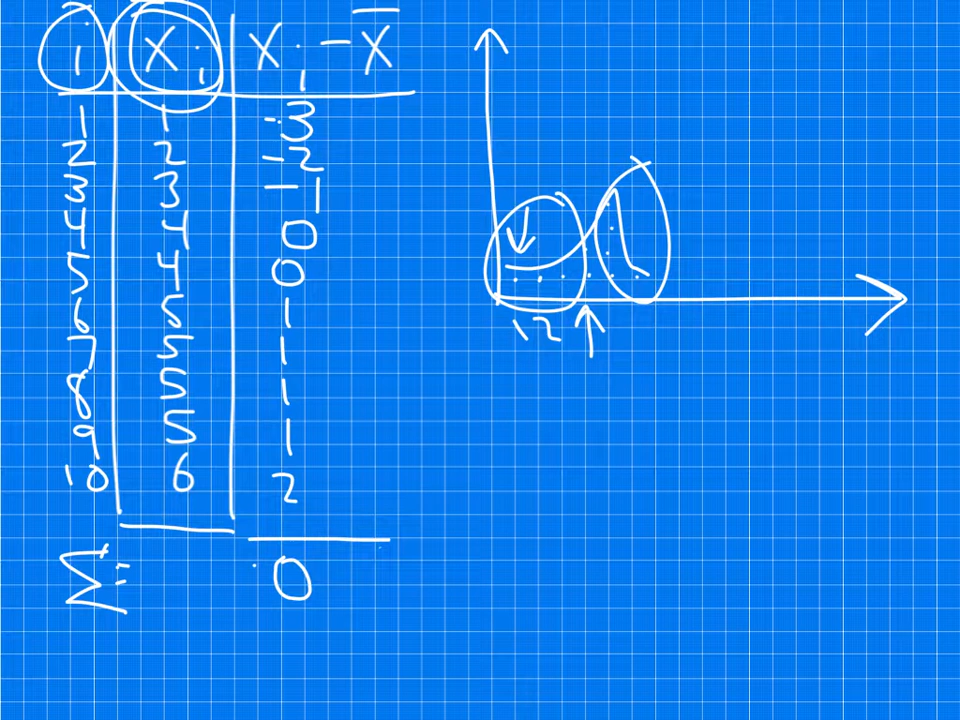 i | xᵢ | xᵢ - x̄
1 | 1 | -3
2 | 2 | -2
3 | 3 | -1
4 | 4 | 0
5 | 4 | 0
6 | 5 | 1
7 | 5 | 1
8 | 5 | 1
9 | 5 | 1
10 | 6 | 2
Σ: 0
1 2